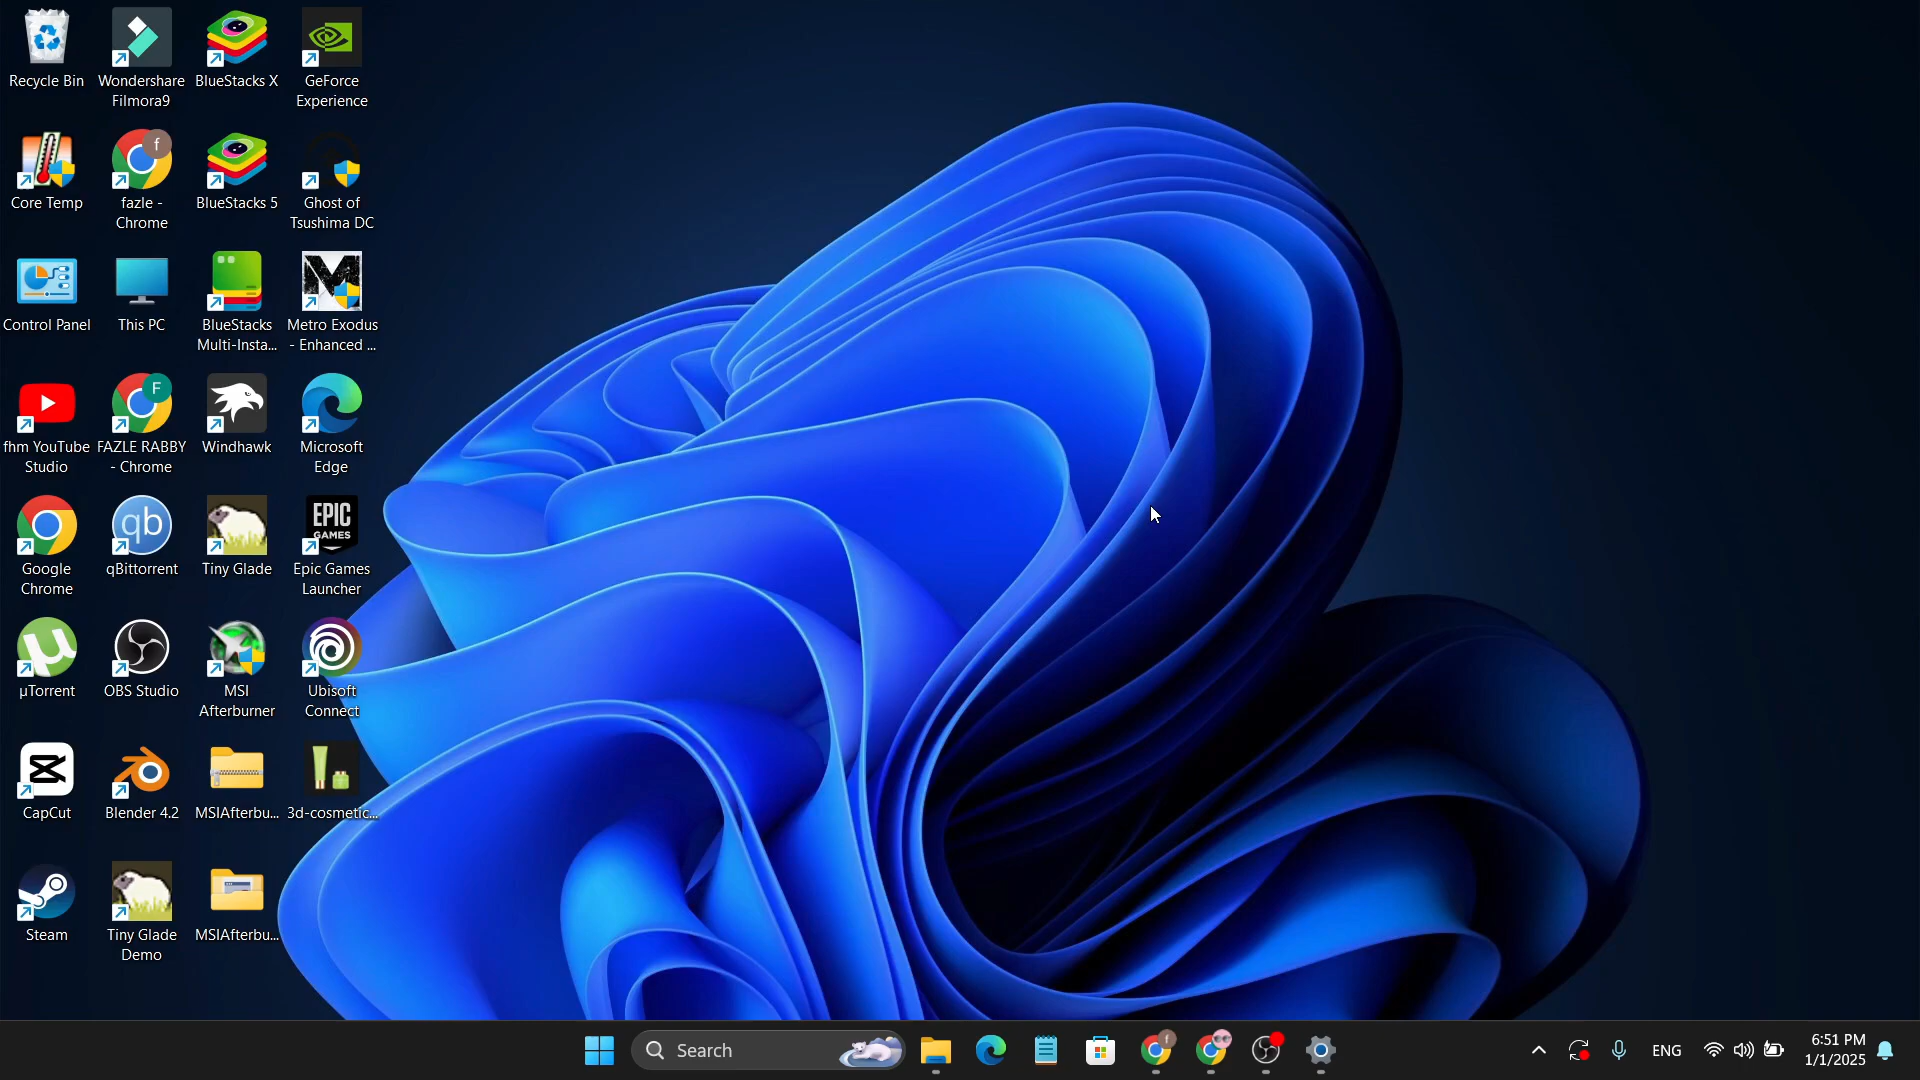 Recycle Bin
Wondershare
Filmora9
BlueStacks X
GeForce
Experience
Core Temp
f
fazle -
Chrome
BlueStacks 5
Ghost of
Tsushima DC
Control Panel
This PC
BlueStacks
Multi-Insta...
Metro Exodus
- Enhanced ...
fhm YouTube
Studio
F
FAZLE RABBY
- Chrome
Windhawk
Microsoft
Edge
Google
Chrome
qb
qBittorrent
Tiny Glade
EPIC
GAMES
Epic Games
Launcher
µTorrent
OBS Studio
MSI
Afterburner
Ubisoft
Connect
CapCut
Blender 4.2
MSIAfterbu...
3d-cosmetic...
Steam
Tiny Glade
Demo
MSIAfterbu...
Search
f
ENG
6:51 PM
1/1/2025